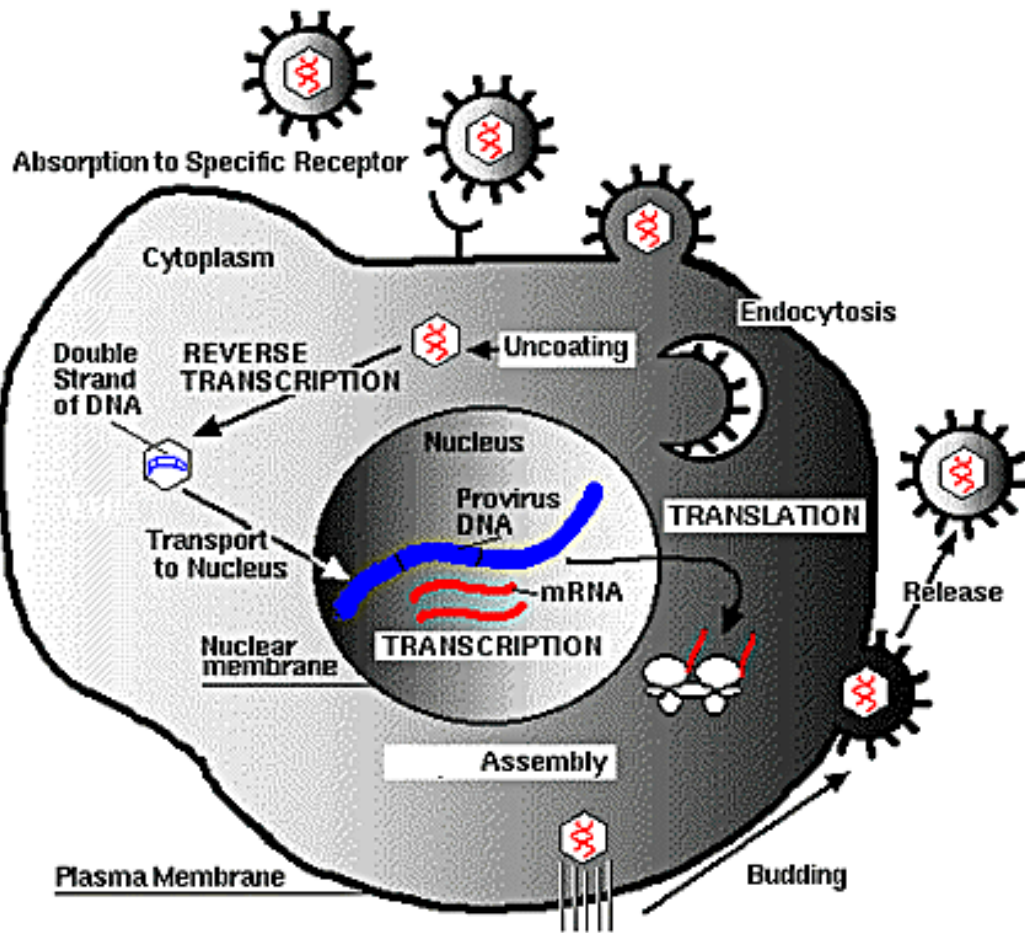 Absorption to Specific Receptor
Cytoplasm
Endocytosis
Uncoating
Double
Strand
of DNA
REVERSE
TRANSCRIPTION
Nucleus
Provirus
DNA
TRANSLATION
Transport
to Nucleus
mRNA
Release
Nuclear
membrane
TRANSCRIPTION
Assembly
Plasma Membrane
Budding